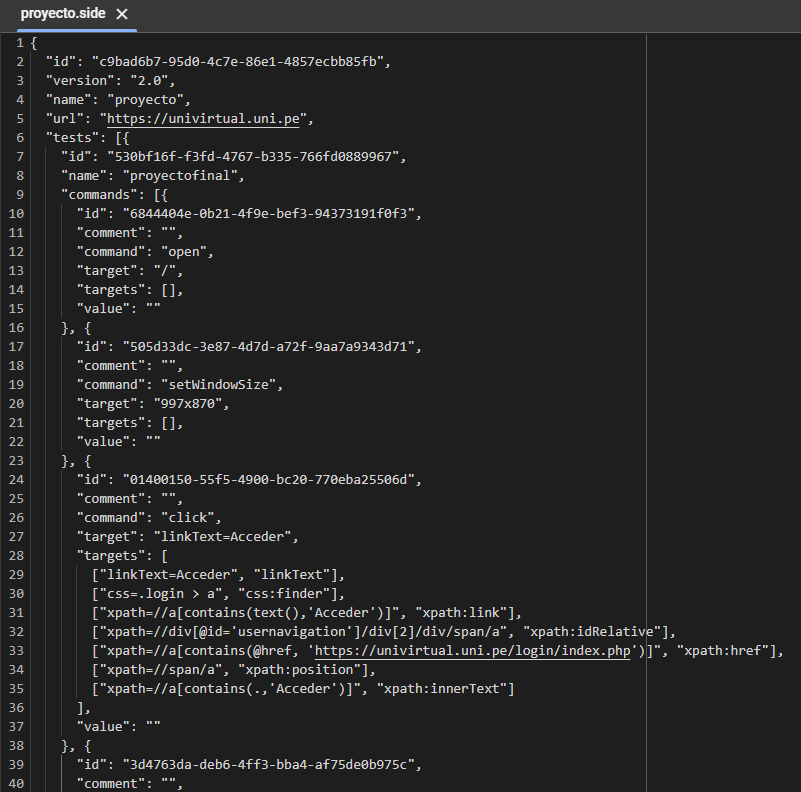 proyecto.side ×
1 {
2   "id": "c9bad6b7-95d0-4c7e-86e1-4857ecbb85fb",
3   "version": "2.0",
4   "name": "proyecto",
5   "url": "https://univirtual.uni.pe",
6   "tests": [{
7     "id": "530bf16f-f3fd-4767-b335-766fd0889967",
8     "name": "proyectofinal",
9     "commands": [{
10       "id": "6844404e-0b21-4f9e-bef3-94373191f0f3",
11       "comment": "",
12       "command": "open",
13       "target": "/",
14       "targets": [],
15       "value": ""
16     }, {
17       "id": "505d33dc-3e87-4d7d-a72f-9aa7a9343d71",
18       "comment": "",
19       "command": "setWindowSize",
20       "target": "997x870",
21       "targets": [],
22       "value": ""
23     }, {
24       "id": "01400150-55f5-4900-bc20-770eba25506d",
25       "comment": "",
26       "command": "click",
27       "target": "linkText=Acceder",
28       "targets": [
29         ["linkText=Acceder", "linkText"],
30         ["css=.login > a", "css:finder"],
31         ["xpath=//a[contains(text(),'Acceder')]", "xpath:link"],
32         ["xpath=//div[@id='usernavigation']/div[2]/div/span/a", "xpath:idRelative"],
33         ["xpath=//a[contains(@href, 'https://univirtual.uni.pe/login/index.php')]", "xpath:href"],
34         ["xpath=//span/a", "xpath:position"],
35         ["xpath=//a[contains(.,'Acceder')]", "xpath:innerText"]
36       ],
37       "value": ""
38     }, {
39       "id": "3d4763da-deb6-4ff3-bba4-af75de0b975c",
40       "comment": "",